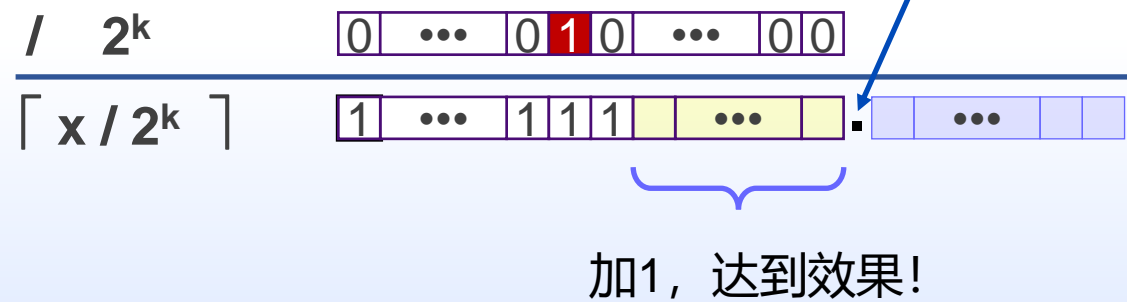 / 2ᵏ 0 ••• 0 1 0 ••• 0 0
⌈ x / 2ᵏ ⌉ 1 ••• 1 1 1 ••• . •••
加1，达到效果！